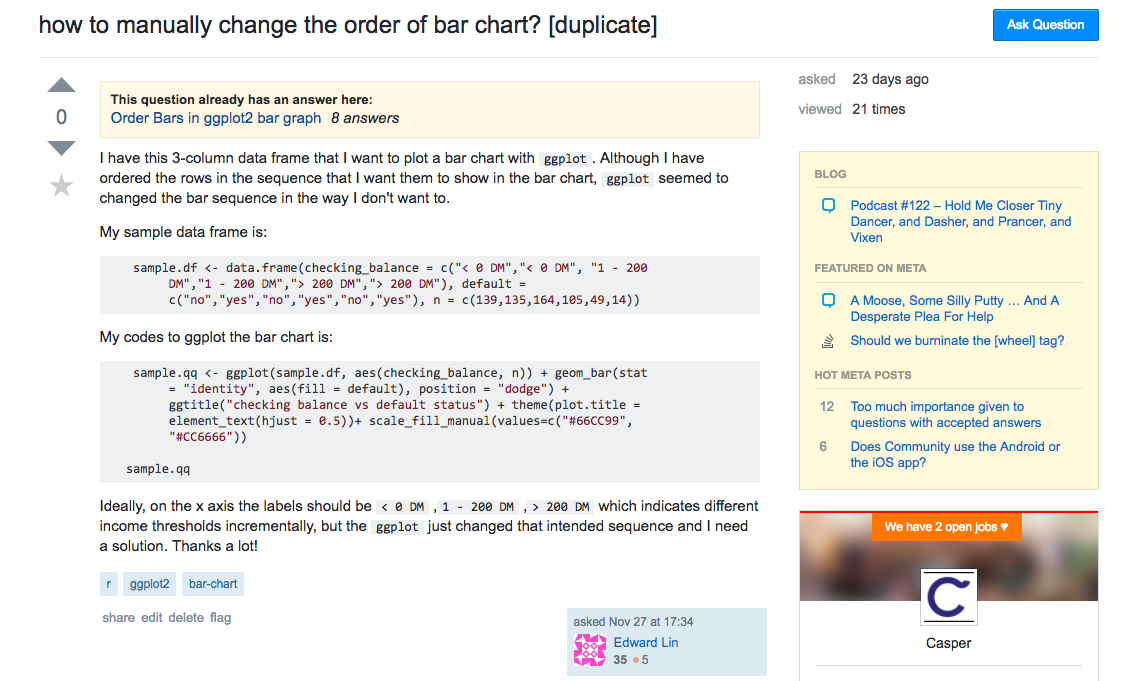 how to manually change the order of bar chart? [duplicate]
Ask Question
0
This question already has an answer here:
Order Bars in ggplot2 bar graph 8 answers
I have this 3-column data frame that I want to plot a bar chart with ggplot. Although I have
ordered the rows in the sequence that I want them to show in the bar chart, ggplot seemed to
changed the bar sequence in the way I don't want to.
My sample data frame is:
sample.df <- data.frame(checking_balance = c("< 0 DM","< 0 DM", "1 - 200
DM","1 - 200 DM","> 200 DM","> 200 DM"), default =
c("no","yes","no","yes","no","yes"), n = c(139,135,164,105,49,14))
My codes to ggplot the bar chart is:
sample.qq <- ggplot(sample.df, aes(checking_balance, n)) + geom_bar(stat
= "identity", aes(fill = default), position = "dodge") +
ggtitle("checking balance vs default status") + theme(plot.title =
element_text(hjust = 0.5))+ scale_fill_manual(values=c("#66CC99",
"#CC6666"))
sample.qq
Ideally, on the x axis the labels should be < 0 DM ,1 - 200 DM ,> 200 DM which indicates different
income thresholds incrementally, but the ggplot just changed that intended sequence and I need
a solution. Thanks a lot!
r ggplot2 bar-chart
share edit delete flag
asked Nov 27 at 17:34
Edward Lin
35 5
asked 23 days ago
viewed 21 times
BLOG
Podcast #122 – Hold Me Closer Tiny
Dancer, and Dasher, and Prancer, and
Vixen
FEATURED ON META
A Moose, Some Silly Putty … And A
Desperate Plea For Help
Should we burninate the [wheel] tag?
HOT META POSTS
12 Too much importance given to
questions with accepted answers
6 Does Community use the Android or
the iOS app?
We have 2 open jobs ♥
C
Casper